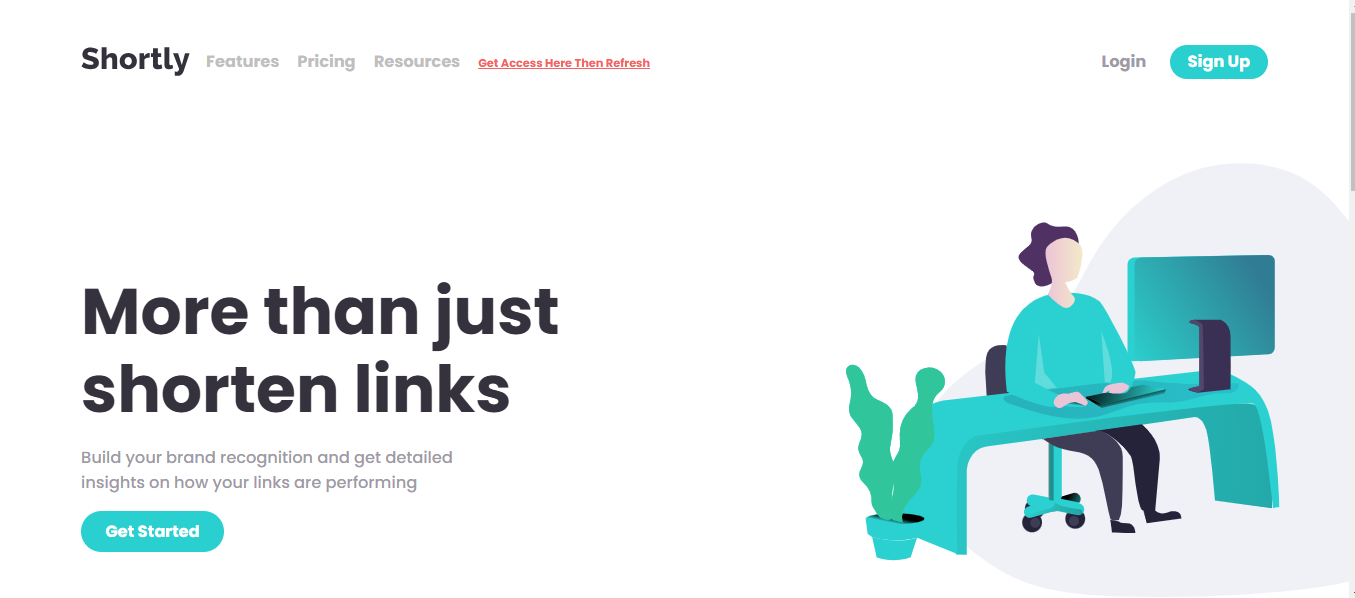 Shortly Features Pricing Resources Get Access Here Then Refresh Login Sign Up
More than just
shorten links
Build your brand recognition and get detailed
insights on how your links are performing
Get Started